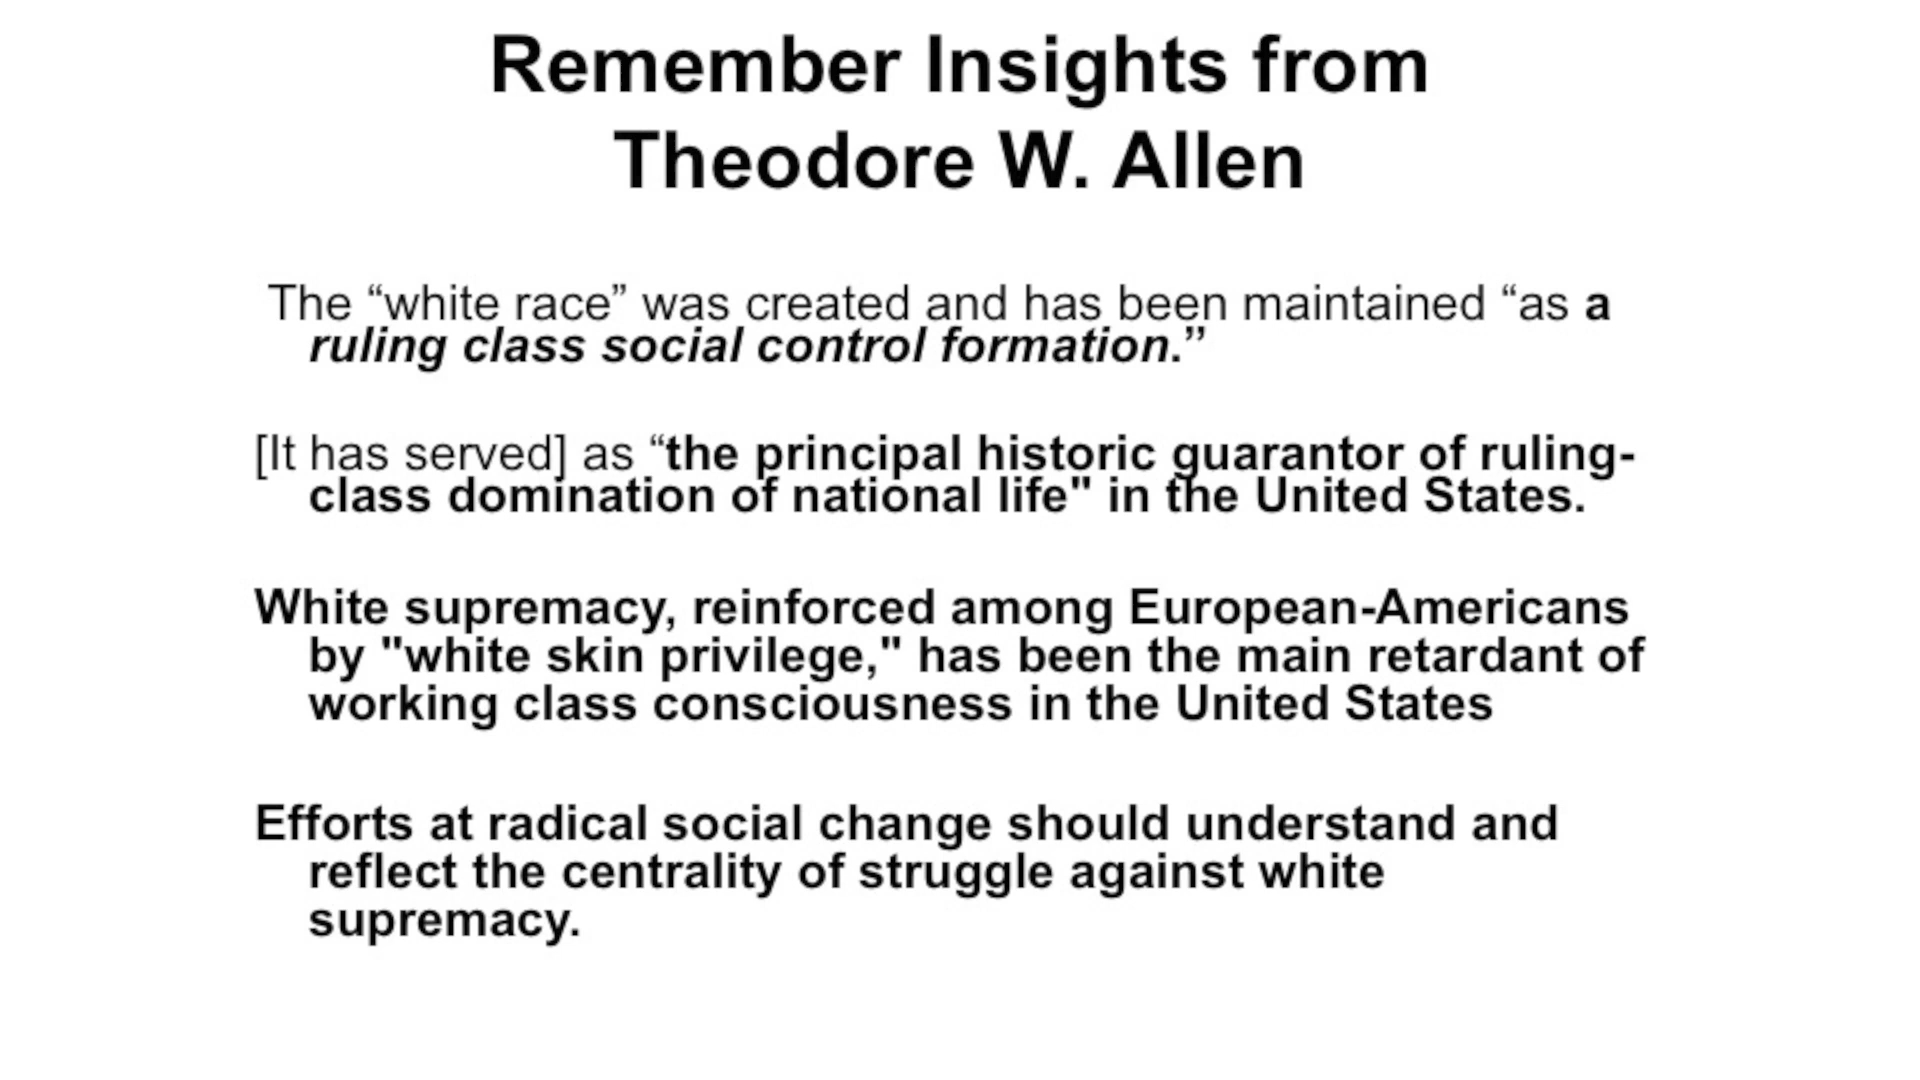 Remember Insights from
Theodore W. Allen
The “white race” was created and has been maintained “as a
ruling class social control formation.”
[It has served] as “the principal historic guarantor of ruling-
class domination of national life" in the United States.
White supremacy, reinforced among European-Americans
by "white skin privilege," has been the main retardant of
working class consciousness in the United States
Efforts at radical social change should understand and
reflect the centrality of struggle against white
supremacy.